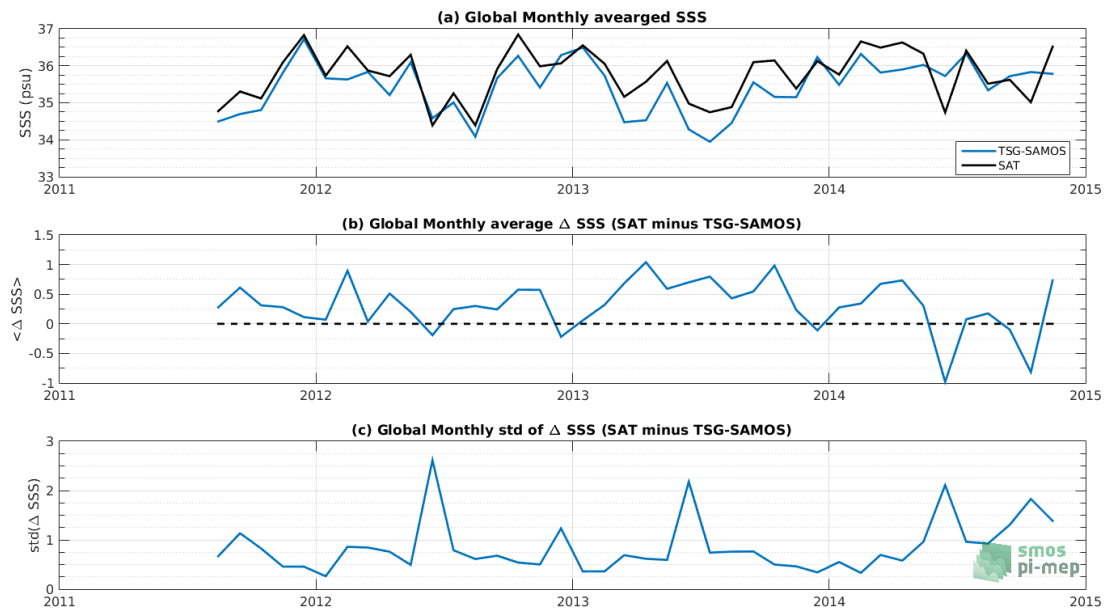 (a) Global Monthly avearged SSS
SSS (psu)
37
36
35
34
33
TSG-SAMOS
SAT
2011 2012 2013 2014 2015
(b) Global Monthly average Δ SSS (SAT minus TSG-SAMOS)
<Δ SSS>
1.5
1
0.5
0
-0.5
-1
2011 2012 2013 2014 2015
(c) Global Monthly std of Δ SSS (SAT minus TSG-SAMOS)
std(Δ SSS)
3
2
1
0
smos
pi-mep
2011 2012 2013 2014 2015